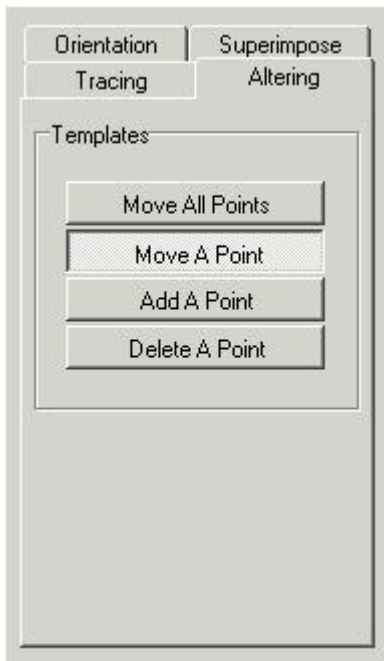 Orientation Superimpose
Tracing Altering
Templates
Move All Points
Move A Point
Add A Point
Delete A Point